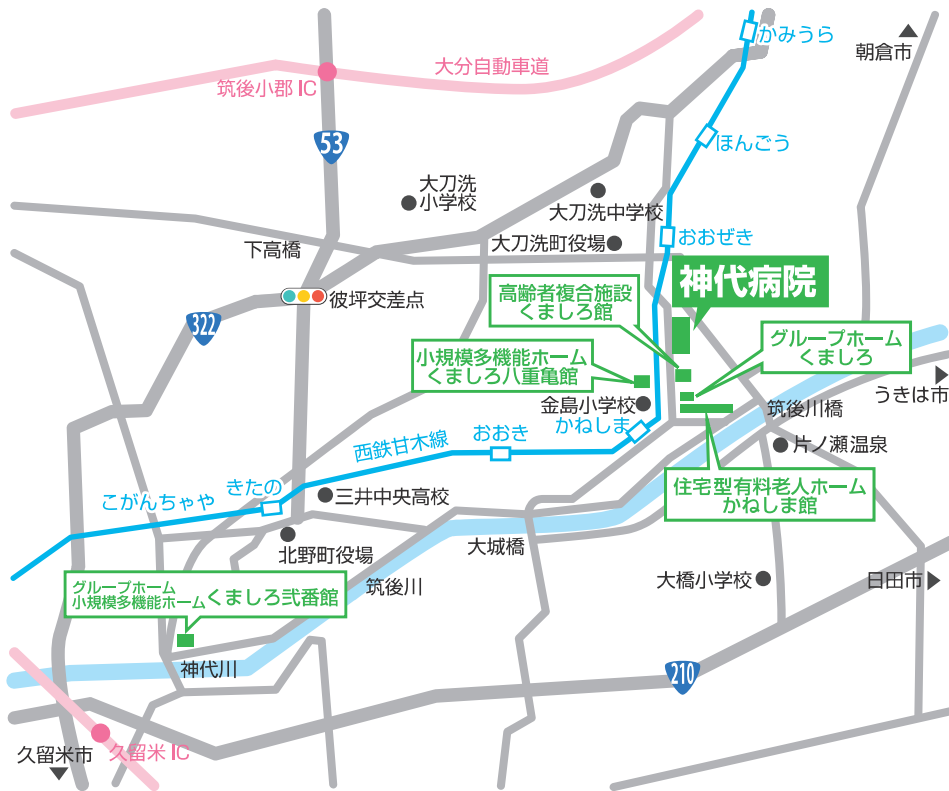 かみうら
朝倉市
大分自動車道
筑後小郡IC
53
ほんごう
大刀洗
小学校
大刀洗中学校
下高橋
大刀洗町役場
おおぜき
神代病院
高齢者複合施設
くましろ館
彼坪交差点
322
グループホーム
くましろ
小規模多機能ホーム
くましろ八重亀館
うきは市
金島小学校
筑後川橋
かねしま
西鉄甘木線
おおき
片ノ瀬温泉
きたの
こがんちゃや
三井中央高校
住宅型有料老人ホーム
かねしま館
北野町役場
大城橋
筑後川
大橋小学校
日田市
グループホーム
小規模多機能ホーム
くましろ弐番館
神代川
210
久留米市
久留米IC